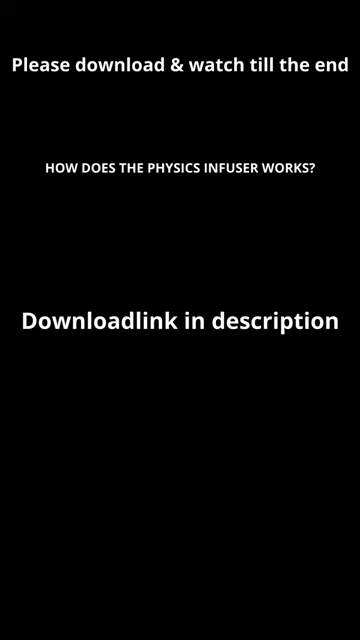 Please download & watch till the end
HOW DOES THE PHYSICS INFUSER WORKS?
Downloadlink in description